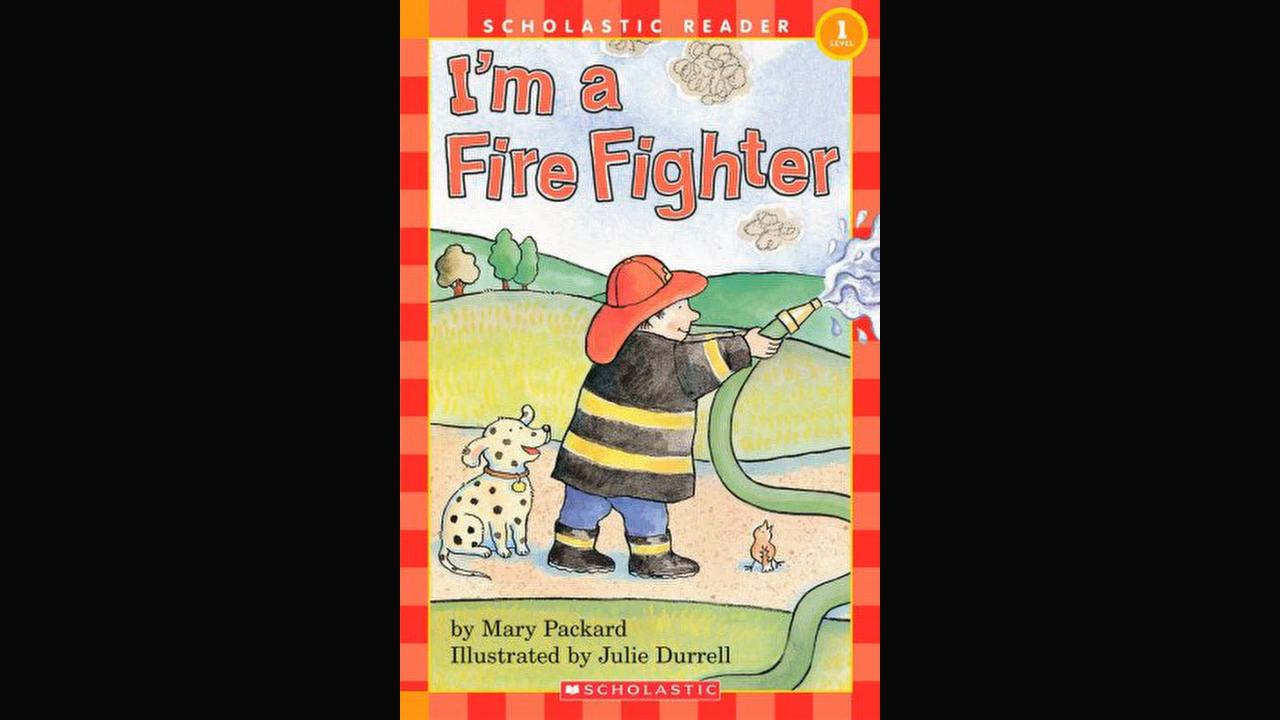 SCHOLASTIC READER
1
LEVEL
I'm a
Fire Fighter
by Mary Packard
Illustrated by Julie Durrell
SCHOLASTIC